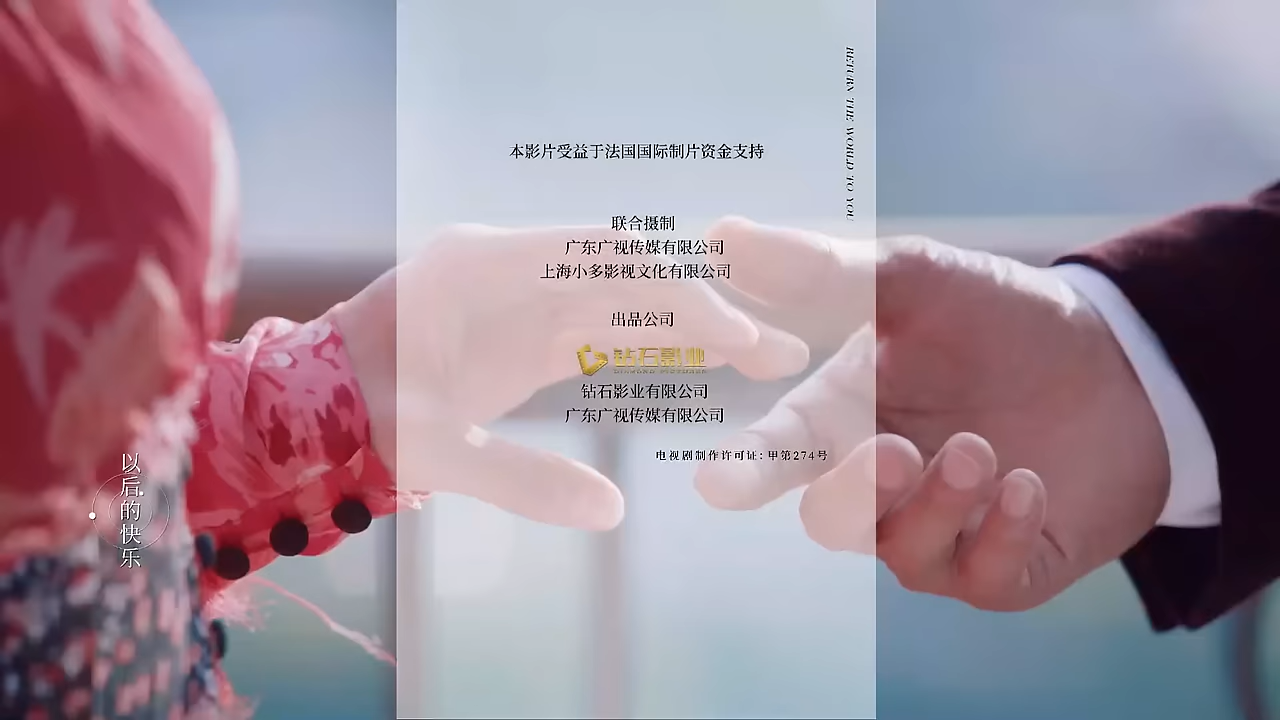 RETURN THE WORLD TO YOU
本影片受益于法国国际制片资金支持
联合摄制
广东广视传媒有限公司
上海小多影视文化有限公司
出品公司
钻石影业
DIAMOND PICTURES
钻石影业有限公司
广东广视传媒有限公司
电视剧制作许可证：甲第274号
以后的快乐